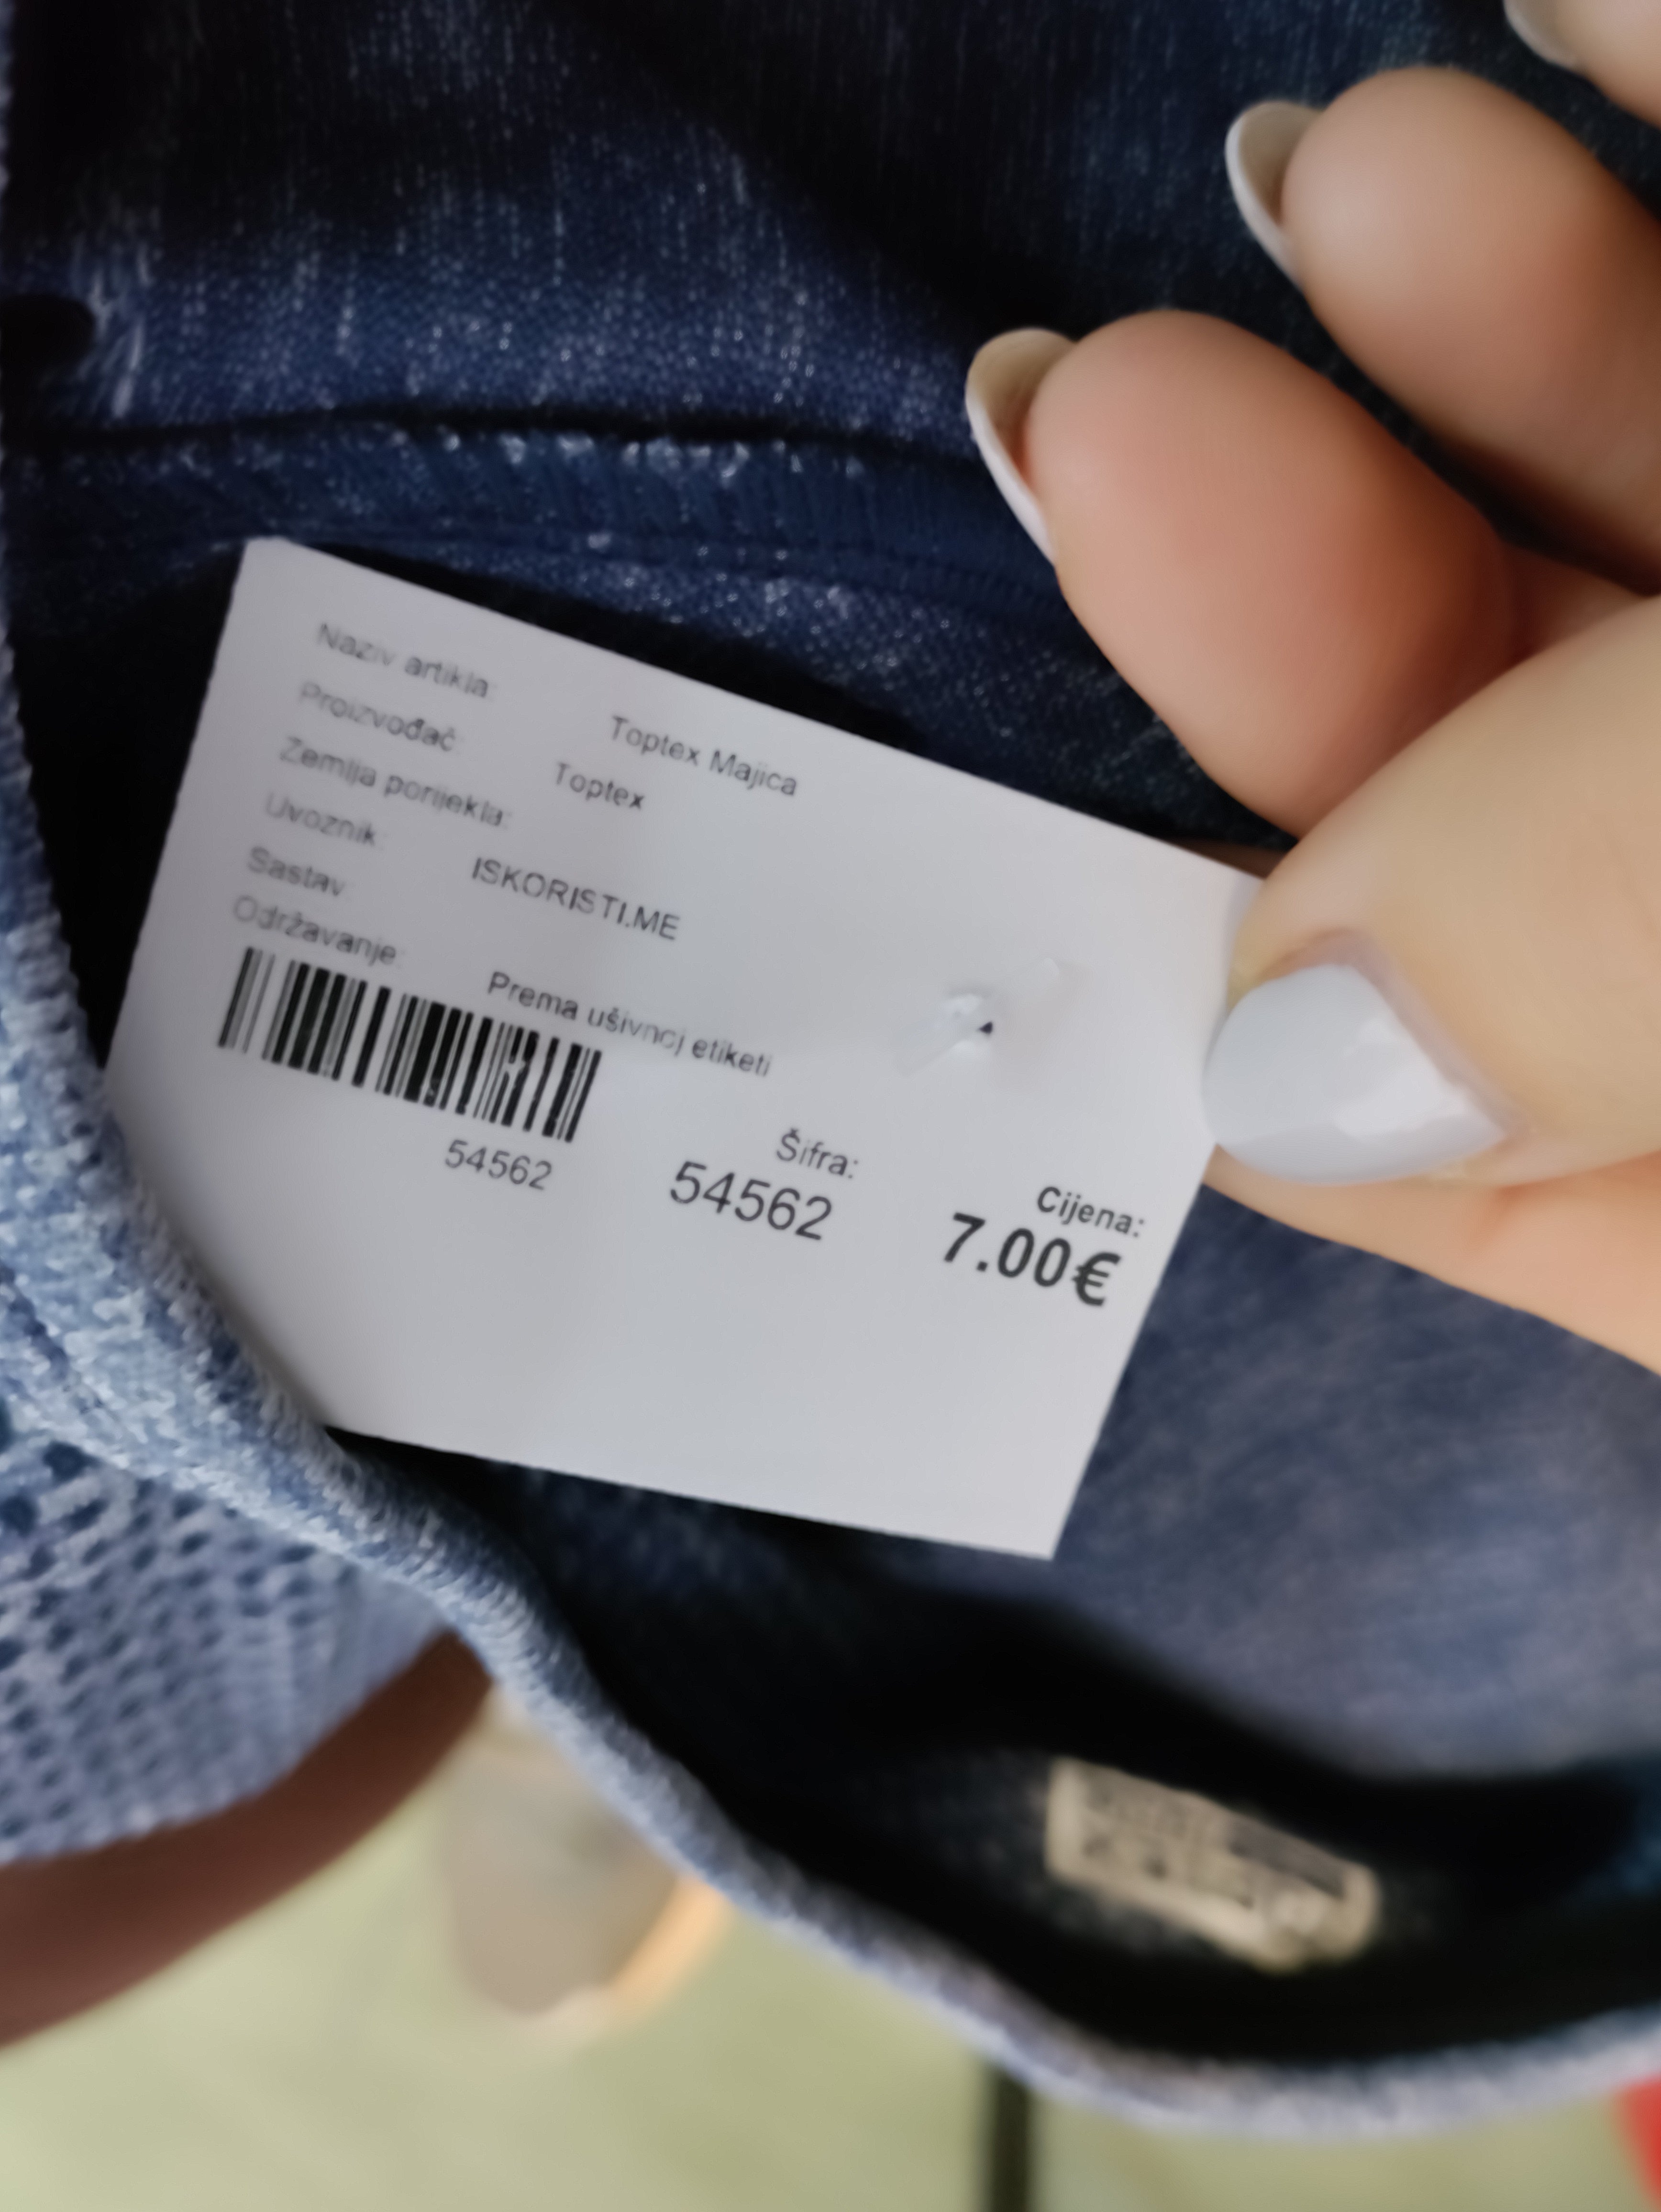 Naziv artikla: Toptex Majica
Proizvođač Toptex
Zemlja porijekla:
Uvoznik: ISKORISTI.ME
Sastav
Održavanje: Prema ušivnoj etiketi
54562
Šifra:
54562
Cijena:
7.00€